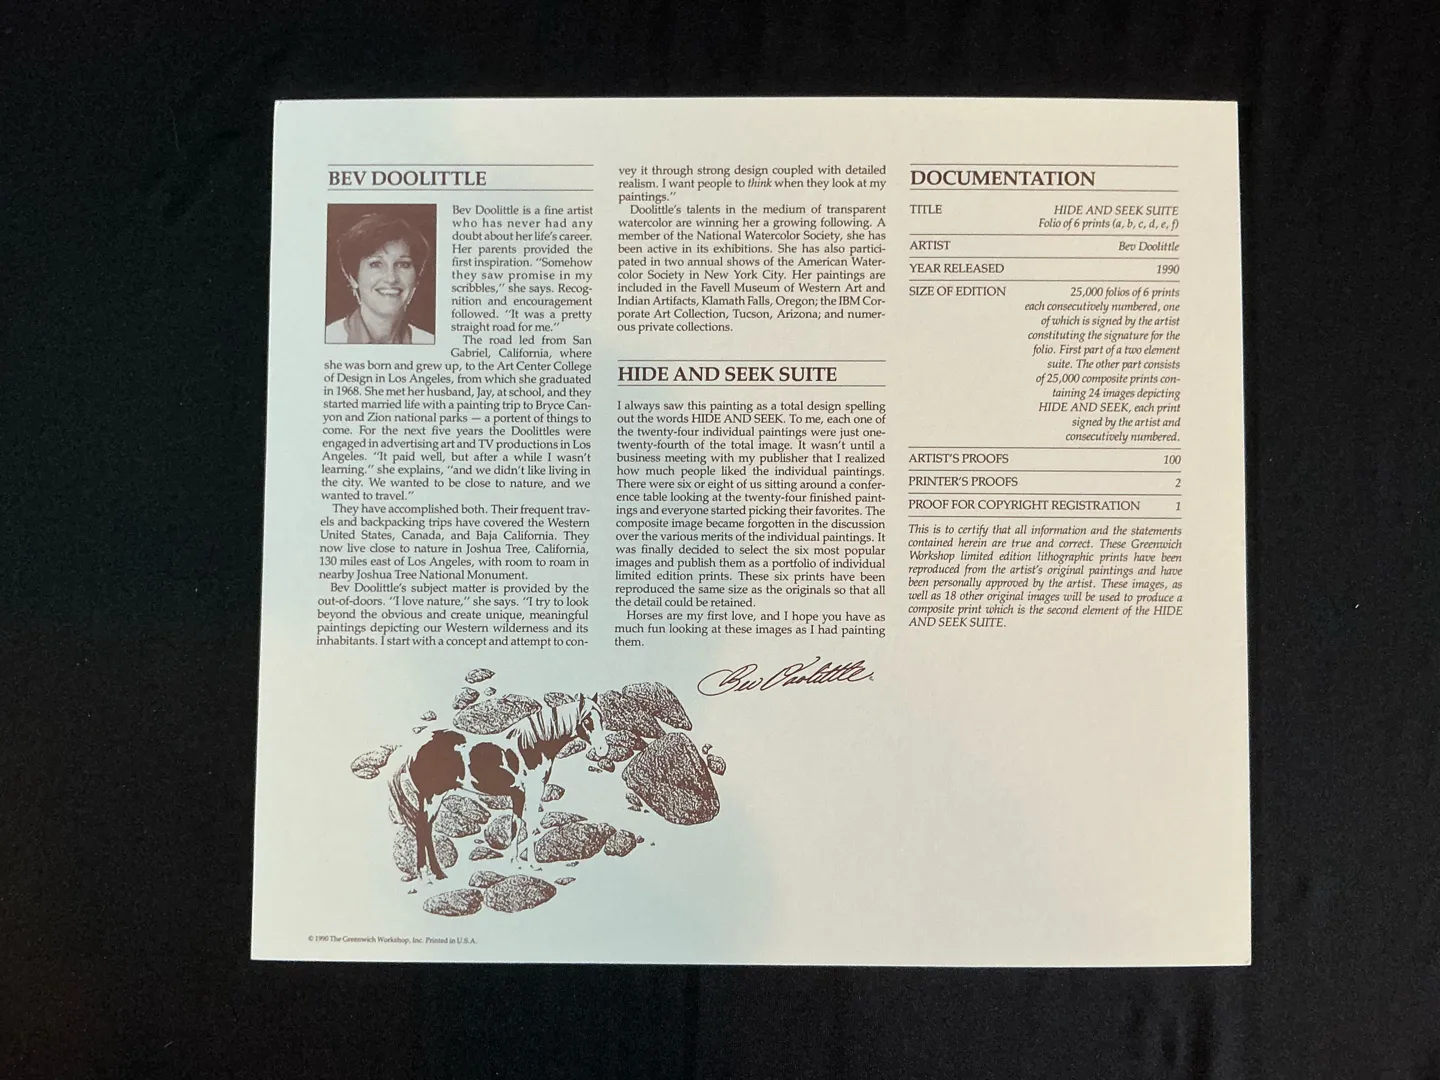 BEV DOOLITTLE
Bev Doolittle is a fine artist
who has never had any
doubt about her life's career.
Her parents provided the
first inspiration. "Somehow
they saw promise in my
scribbles," she says. Recog-
nition and encouragement
followed. "It was a pretty
straight road for me."
The road led from San
Gabriel, California, where
she was born and grew up, to the Art Center College
of Design in Los Angeles, from which she graduated
in 1968. She met her husband, Jay, at school, and they
started married life with a painting trip to Bryce Can-
yon and Zion national parks — a portent of things to
come. For the next five years the Doolittles were
engaged in advertising art and TV productions in Los
Angeles. "It paid well, but after a while I wasn't
learning." she explains, "and we didn't like living in
the city. We wanted to be close to nature, and we
wanted to travel."
They have accomplished both. Their frequent trav-
els and backpacking trips have covered the Western
United States, Canada, and Baja California. They
now live close to nature in Joshua Tree, California,
130 miles east of Los Angeles, with room to roam in
nearby Joshua Tree National Monument.
Bev Doolittle's subject matter is provided by the
out-of-doors. "I love nature," she says. "I try to look
beyond the obvious and create unique, meaningful
paintings depicting our Western wilderness and its
inhabitants. I start with a concept and attempt to con-
vey it through strong design coupled with detailed
realism. I want people to think when they look at my
paintings."
Doolittle's talents in the medium of transparent
watercolor are winning her a growing following. A
member of the National Watercolor Society, she has
been active in its exhibitions. She has also partici-
pated in two annual shows of the American Water-
color Society in New York City. Her paintings are
included in the Favell Museum of Western Art and
Indian Artifacts, Klamath Falls, Oregon; the IBM Cor-
porate Art Collection, Tucson, Arizona; and numer-
ous private collections.
HIDE AND SEEK SUITE
I always saw this painting as a total design spelling
out the words HIDE AND SEEK. To me, each one of
the twenty-four individual paintings were just one-
twenty-fourth of the total image. It wasn't until a
business meeting with my publisher that I realized
how much people liked the individual paintings.
There were six or eight of us sitting around a confer-
ence table looking at the twenty-four finished paint-
ings and everyone started picking their favorites. The
composite image became forgotten in the discussion
over the various merits of the individual paintings. It
was finally decided to select the six most popular
images and publish them as a portfolio of individual
limited edition prints. These six prints have been
reproduced the same size as the originals so that all
the detail could be retained.
Horses are my first love, and I hope you have as
much fun looking at these images as I had painting
them.
Bev Doolittle
DOCUMENTATION
TITLE HIDE AND SEEK SUITE
Folio of 6 prints (a, b, c, d, e, f)
ARTIST Bev Doolittle
YEAR RELEASED 1990
SIZE OF EDITION 25,000 folios of 6 prints
each consecutively numbered, one
of which is signed by the artist
constituting the signature for the
folio. First part of a two element
suite. The other part consists
of 25,000 composite prints con-
taining 24 images depicting
HIDE AND SEEK, each print
signed by the artist and
consecutively numbered.
ARTIST'S PROOFS 100
PRINTER'S PROOFS 2
PROOF FOR COPYRIGHT REGISTRATION 1
This is to certify that all information and the statements
contained herein are true and correct. These Greenwich
Workshop limited edition lithographic prints have been
reproduced from the artist's original paintings and have
been personally approved by the artist. These images, as
well as 18 other original images will be used to produce a
composite print which is the second element of the HIDE
AND SEEK SUITE.
© 1990 The Greenwich Workshop, Inc. Printed in U.S.A.